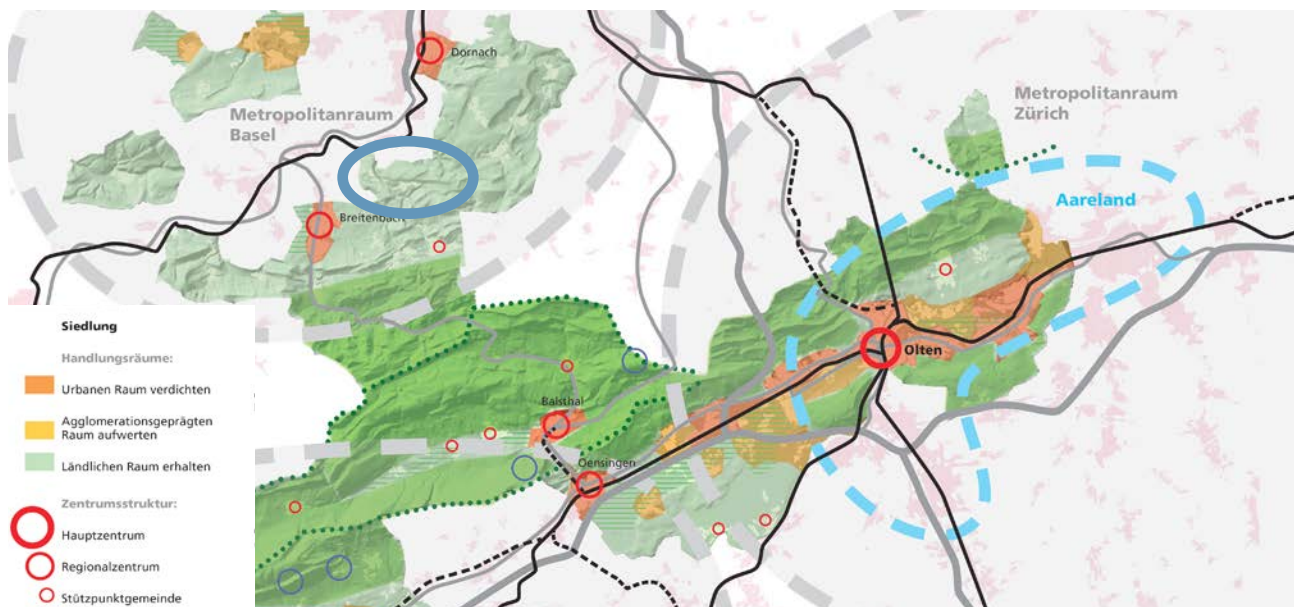 Dornach
Metropolitanraum
Basel
Metropolitanraum
Zürich
Aareland
Breitenbach
Olten
Balsthal
Oensingen
Siedlung
Handlungsräume:
Urbanen Raum verdichten
Agglomerationsgeprägten
Raum aufwerten
Ländlichen Raum erhalten
Zentrumsstruktur:
Hauptzentrum
Regionalzentrum
Stützpunktgemeinde